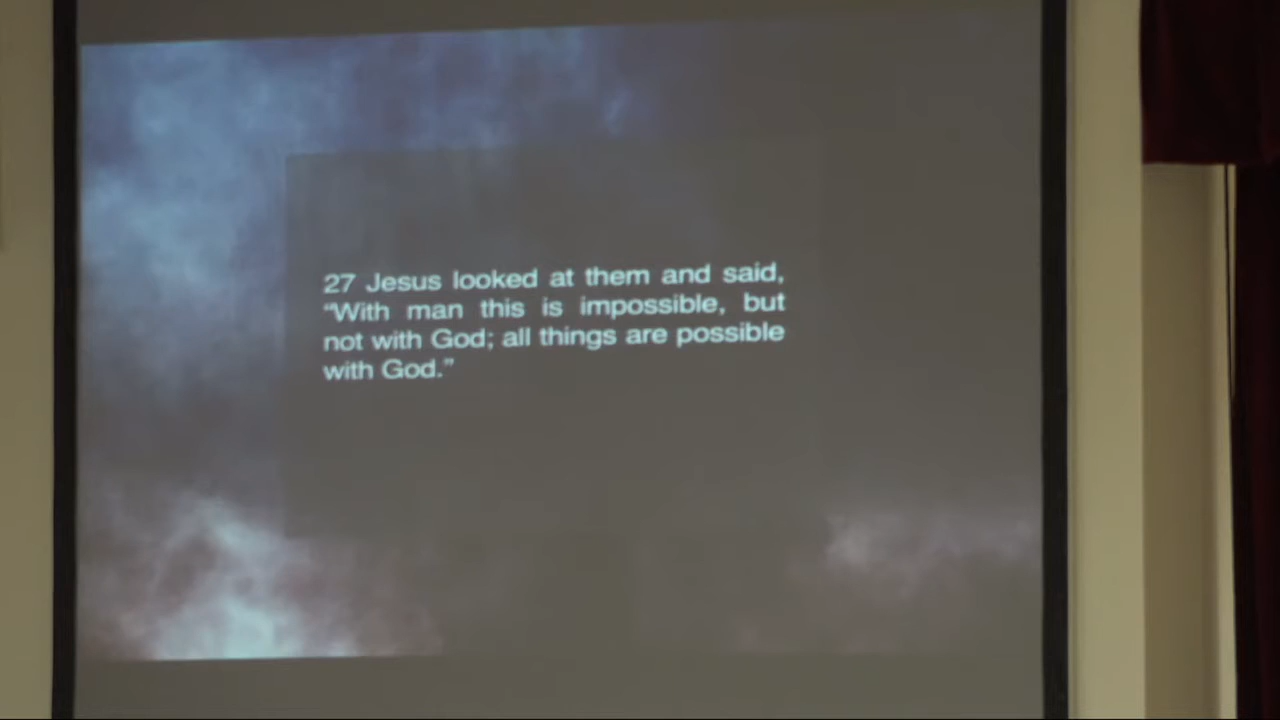 27 Jesus looked at them and said,
“With man this is impossible, but
not with God; all things are possible
with God.”